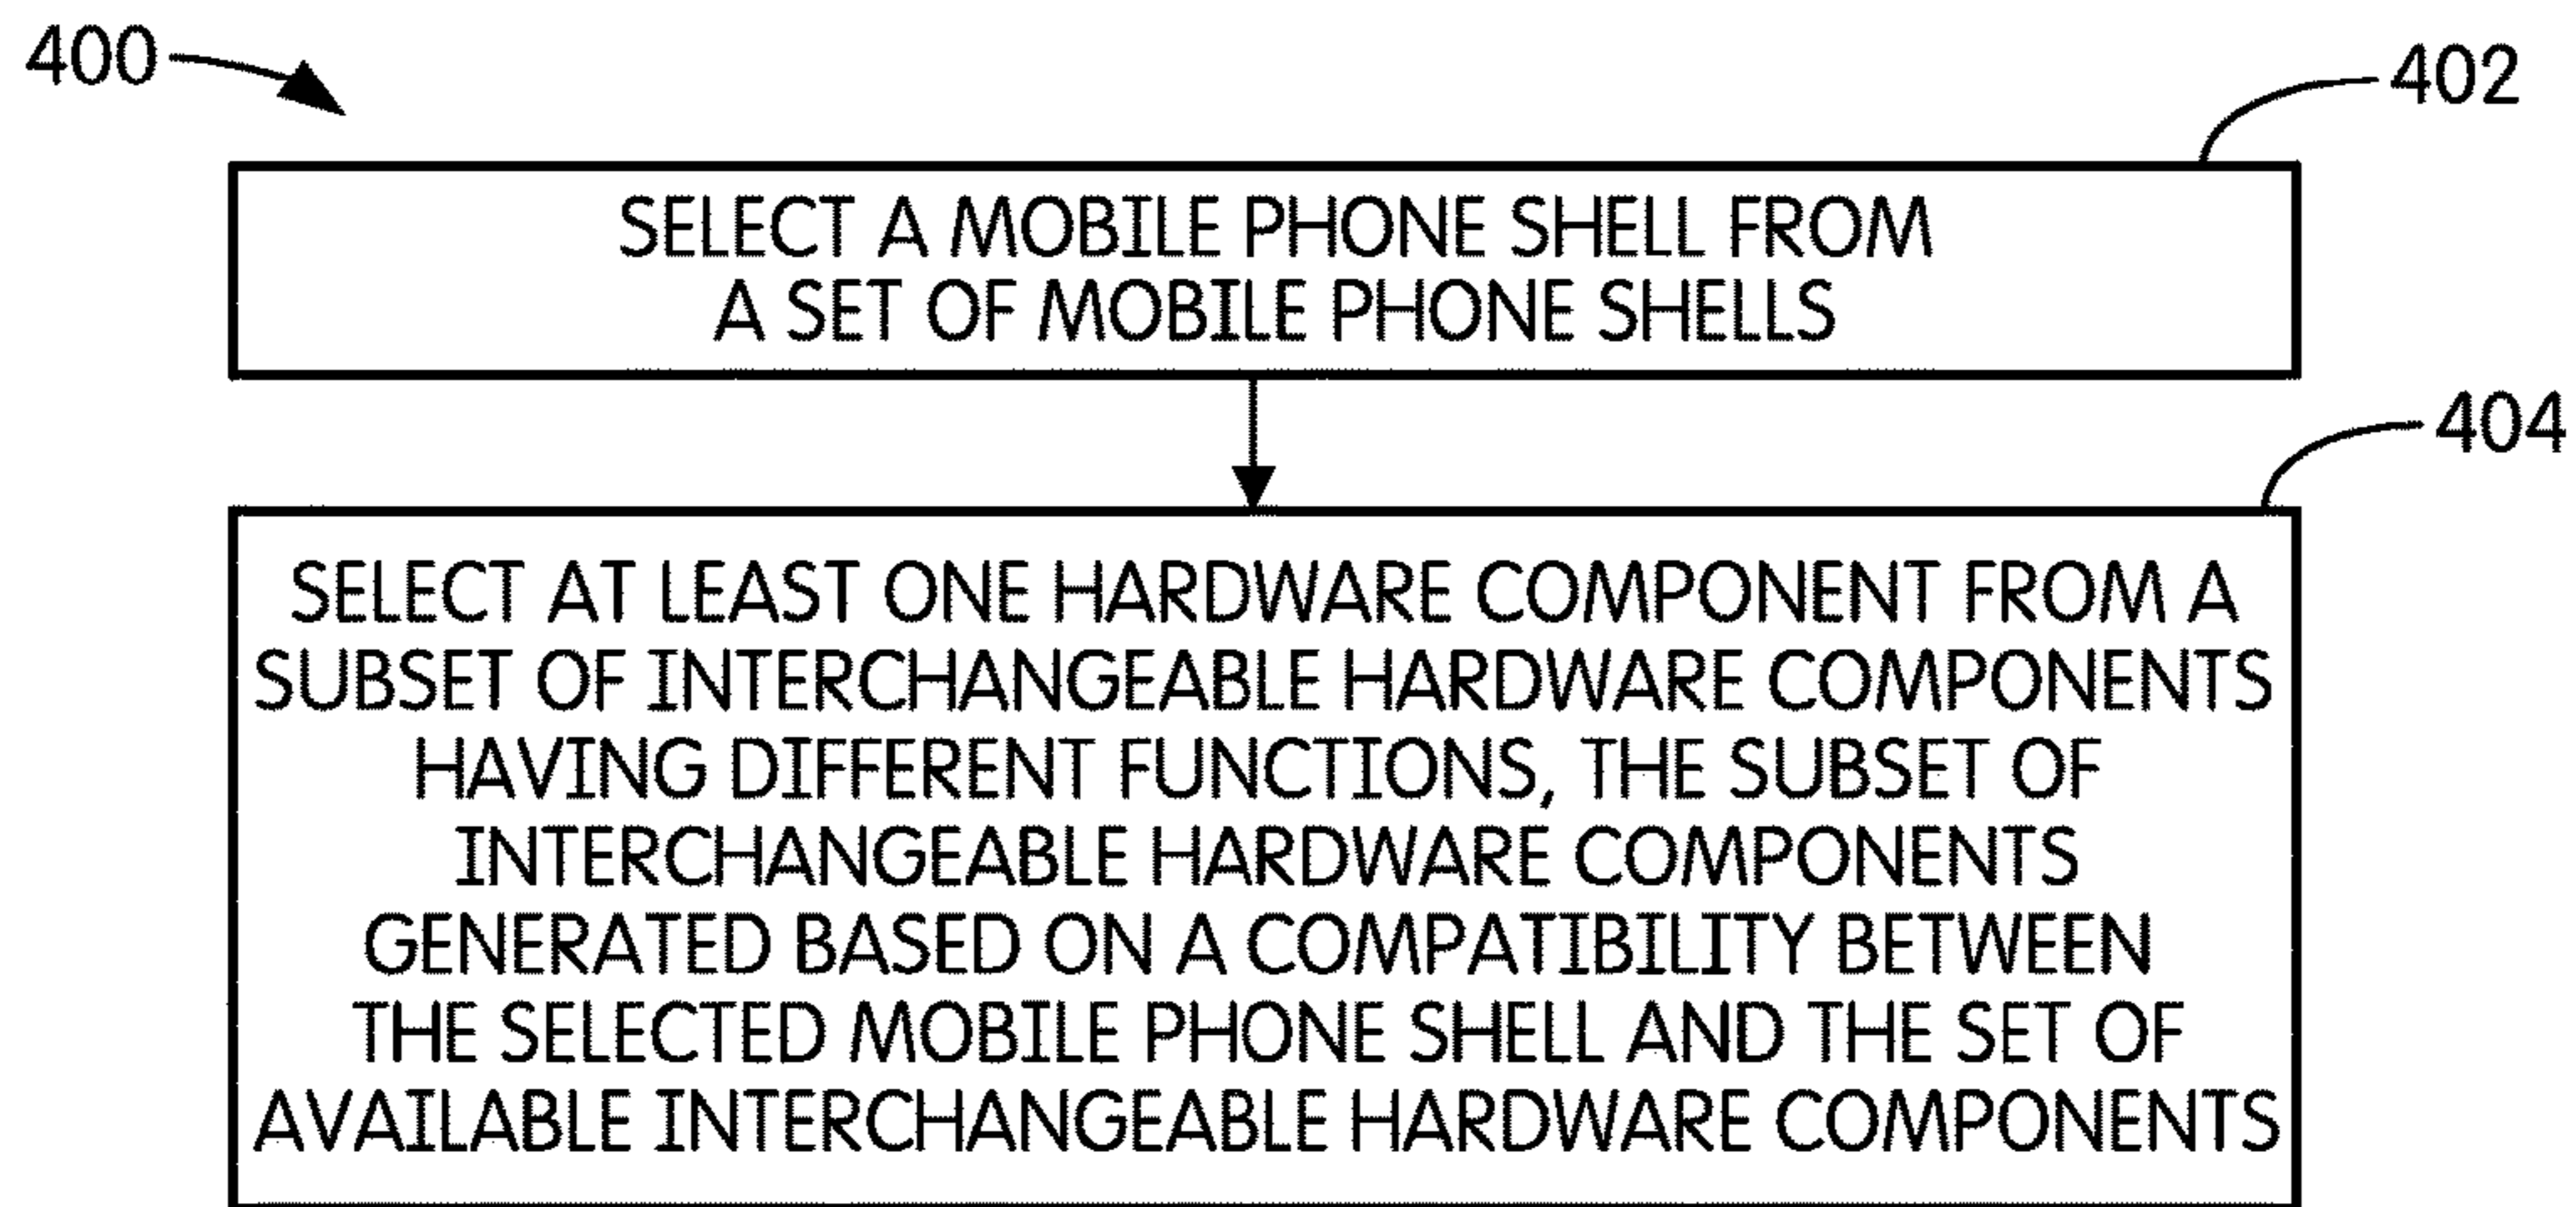 400
402
SELECT A MOBILE PHONE SHELL FROM
A SET OF MOBILE PHONE SHELLS
404
SELECT AT LEAST ONE HARDWARE COMPONENT FROM A
SUBSET OF INTERCHANGEABLE HARDWARE COMPONENTS
HAVING DIFFERENT FUNCTIONS, THE SUBSET OF
INTERCHANGEABLE HARDWARE COMPONENTS
GENERATED BASED ON A COMPATIBILITY BETWEEN
THE SELECTED MOBILE PHONE SHELL AND THE SET OF
AVAILABLE INTERCHANGEABLE HARDWARE COMPONENTS